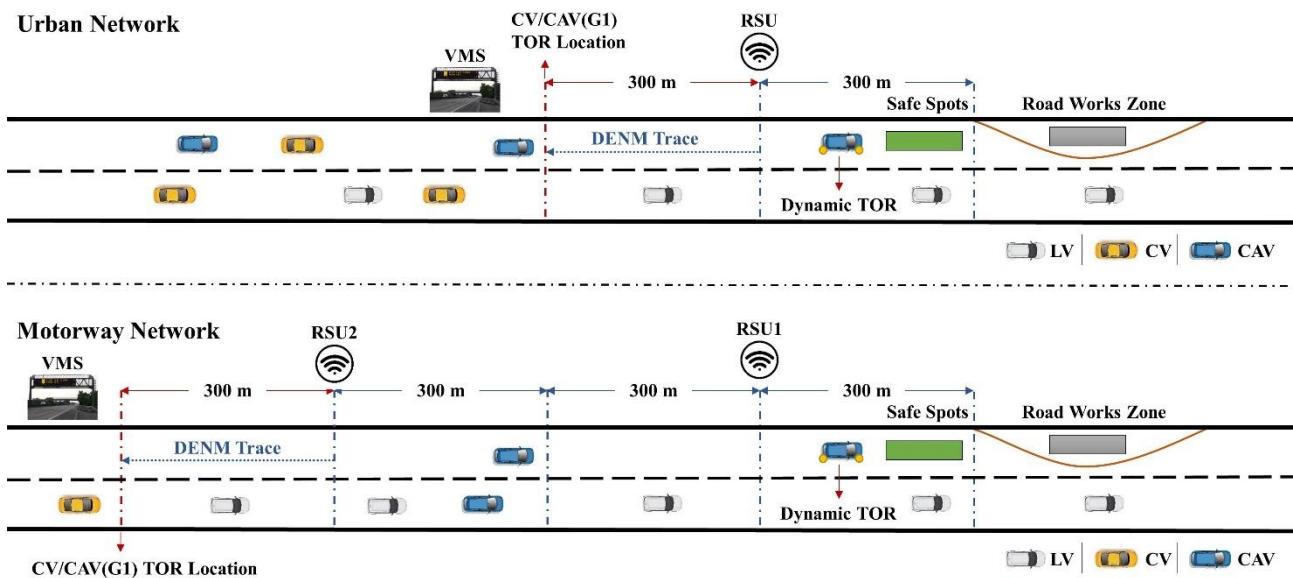 Urban Network
CV/CAV(G1)
TOR Location
RSU
VMS
300 m
300 m
Safe Spots
Road Works Zone
DENM Trace
Dynamic TOR
LV
CV
CAV
Motorway Network
VMS
RSU2
RSU1
300 m
300 m
300 m
300 m
Safe Spots
Road Works Zone
DENM Trace
Dynamic TOR
CV/CAV(G1) TOR Location
LV
CV
CAV